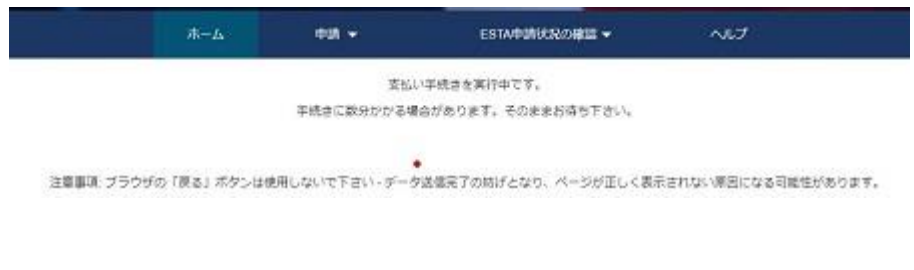 ホーム 申請 ESTA申請状況の確認 ヘルプ
支払い手続きを実行中です。
手続きに数分かかる場合があります。そのままお待ち下さい。
注意事項: ブラウザの「戻る」ボタンは使用しないで下さい - データ送信完了の妨げとなり、ページが正しく表示されない原因になる可能性があります。